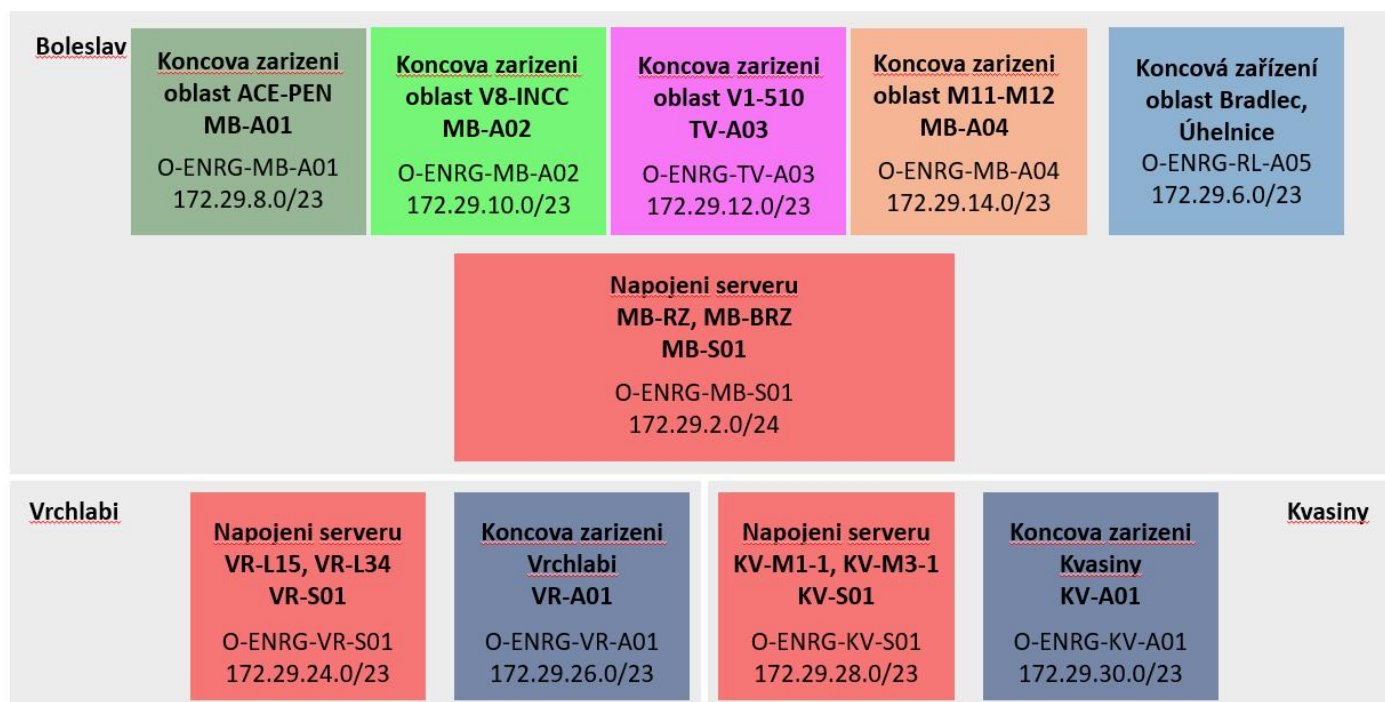 Boleslav
Koncova zarizeni
oblast ACE-PEN
MB-A01
O-ENRG-MB-A01
172.29.8.0/23
Koncova zarizeni
oblast V8-INCC
MB-A02
O-ENRG-MB-A02
172.29.10.0/23
Koncova zarizeni
oblast V1-510
TV-A03
O-ENRG-TV-A03
172.29.12.0/23
Koncova zarizeni
oblast M11-M12
MB-A04
O-ENRG-MB-A04
172.29.14.0/23
Koncová zařízení
oblast Bradlec,
Úhelnice
O-ENRG-RL-A05
172.29.6.0/23
Napojeni serveru
MB-RZ, MB-BRZ
MB-S01
O-ENRG-MB-S01
172.29.2.0/24
Vrchlabi
Napojeni serveru
VR-L15, VR-L34
VR-S01
O-ENRG-VR-S01
172.29.24.0/23
Koncova zarizeni
Vrchlabi
VR-A01
O-ENRG-VR-A01
172.29.26.0/23
Napojeni serveru
KV-M1-1, KV-M3-1
KV-S01
O-ENRG-KV-S01
172.29.28.0/23
Koncova zarizeni
Kvasiny
KV-A01
O-ENRG-KV-A01
172.29.30.0/23
Kvasiny